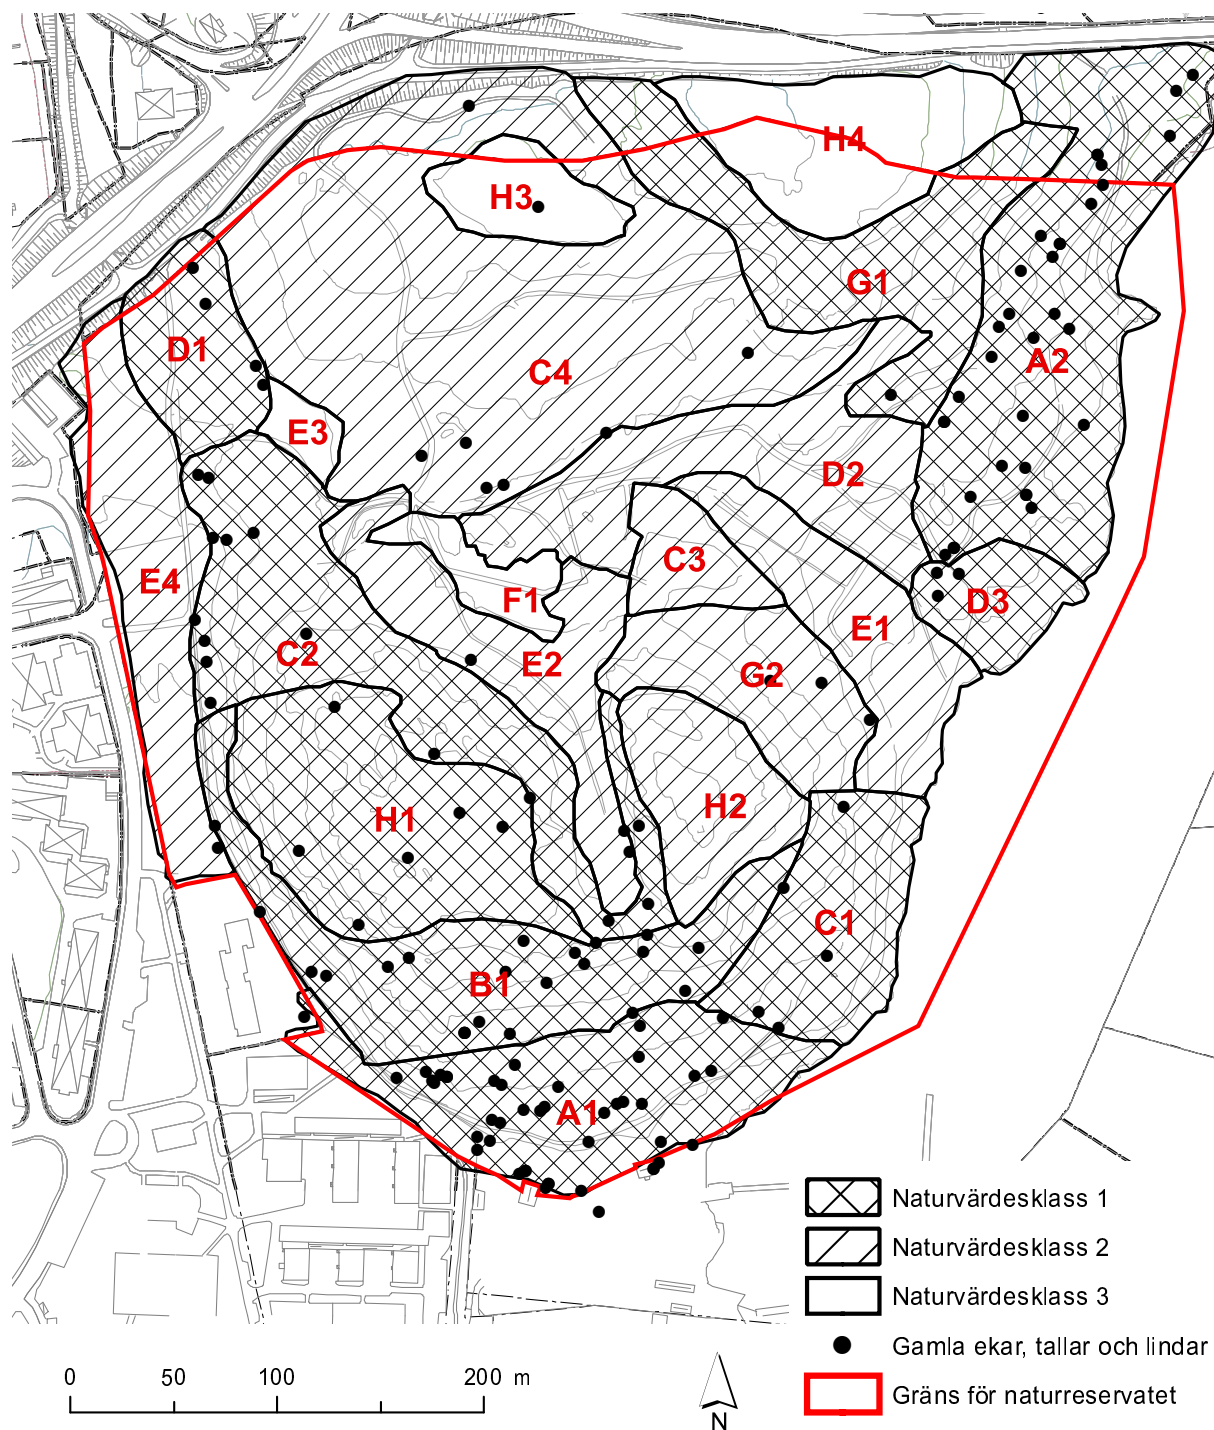 H4
H3
G1
D1
A2
C4
E3
D2
C3
E4
F1
D3
E1
C2
E2
G2
H2
H1
C1
B1
A1
Naturvärdesklass 1
Naturvärdesklass 2
Naturvärdesklass 3
Gamla ekar, tallar och lindar
Gräns för naturreservatet
0 50 100 200 m
N